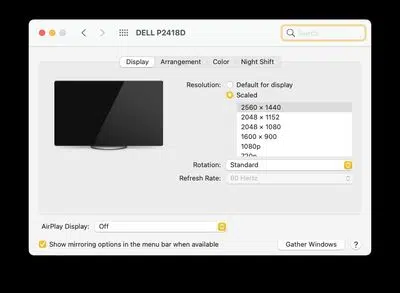 DELL P2418D
Search
Display Arrangement Color Night Shift
Resolution: Default for display
Scaled
2560 × 1440
2048 × 1152
2048 × 1080
1600 × 900
1080p
720p
Rotation: Standard
Refresh Rate: 60 Hertz
AirPlay Display: Off
Show mirroring options in the menu bar when available
Gather Windows ?